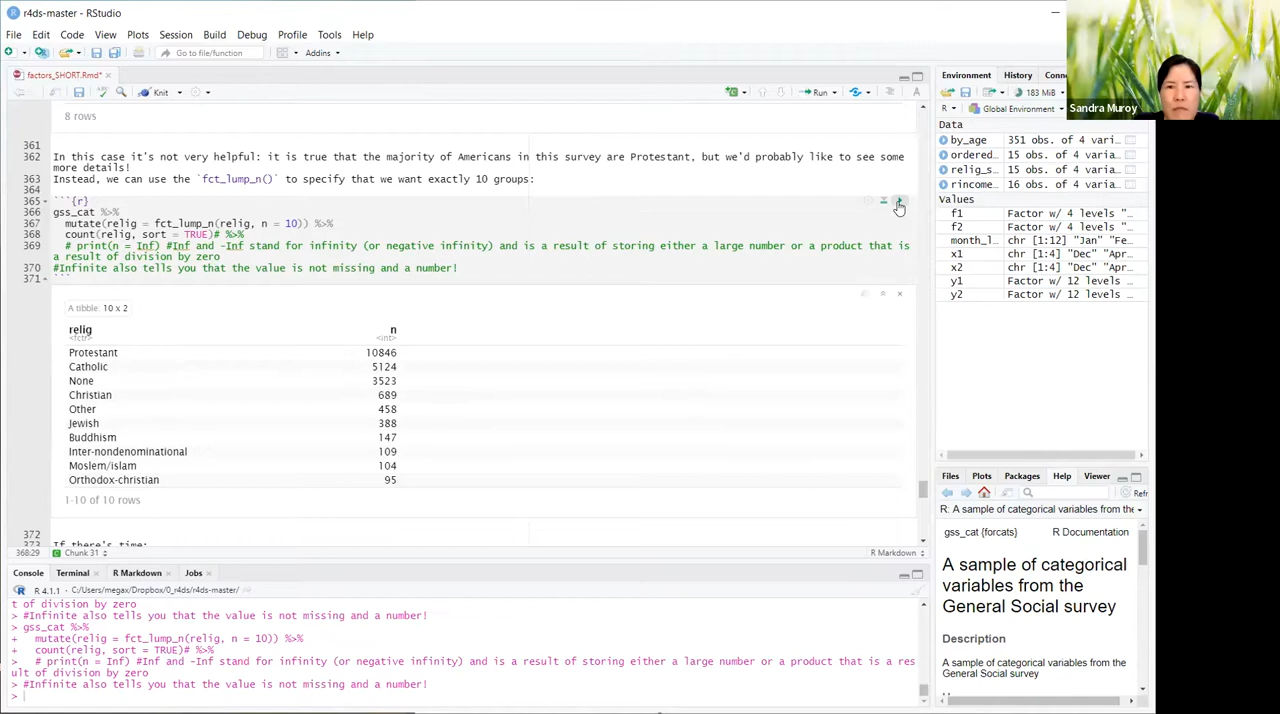 r4ds-master - RStudio
File Edit Code View Plots Session Build Debug Profile Tools Help
Go to file/function Addins
factors_SHORT.Rmd*
Knit Run
8 rows
361
362 In this case it's not very helpful: it is true that the majority of Americans in this survey are Protestant, but we'd probably like to see some
more details!
363 Instead, we can use the `fct_lump_n()` to specify that we want exactly 10 groups:
364
365 ```{r}
366 gss_cat %>%
367 mutate(relig = fct_lump_n(relig, n = 10)) %>%
368 count(relig, sort = TRUE)# %>%
369 # print(n = Inf) #Inf and -Inf stand for infinity (or negative infinity) and is a result of storing either a large number or a product that is
a result of division by zero
370 #Infinite also tells you that the value is not missing and a number!
371 ```
A tibble: 10 x 2
relig n
<fctr> <int>
Protestant 10846
Catholic 5124
None 3523
Christian 689
Other 458
Jewish 388
Buddhism 147
Inter-nondenominational 109
Moslem/islam 104
Orthodox-christian 95
1-10 of 10 rows
372
373 If there's time:
368:29 Chunk 31 R Markdown
Console Terminal R Markdown Jobs
R 4.1.1 · C:/Users/megax/Dropbox/0_r4ds/r4ds-master/
t of division by zero
> #Infinite also tells you that the value is not missing and a number!
> gss_cat %>%
+ mutate(relig = fct_lump_n(relig, n = 10)) %>%
+ count(relig, sort = TRUE)# %>%
+ # print(n = Inf) #Inf and -Inf stand for infinity (or negative infinity) and is a result of storing either a large number or a product that is a res
ult of division by zero
> #Infinite also tells you that the value is not missing and a number!
>
Environment History Conne
183 MiB
R Global Environment
Data
by_age 351 obs. of 4 varia…
ordered… 15 obs. of 4 varia…
relig_s… 15 obs. of 4 varia…
rincome… 16 obs. of 4 varia…
Values
f1 Factor w/ 4 levels "…
f2 Factor w/ 4 levels "…
month_l… chr [1:12] "Jan" "Fe…
x1 chr [1:4] "Dec" "Apr…
x2 chr [1:4] "Dec" "Apr…
y1 Factor w/ 12 levels …
y2 Factor w/ 12 levels …
Files Plots Packages Help Viewer
Refr
R: A sample of categorical variables from the
gss_cat {forcats} R Documentation
A sample of categorical
variables from the
General Social survey
Description
A sample of categorical variables from the
General Social survey
Sandra Muroy